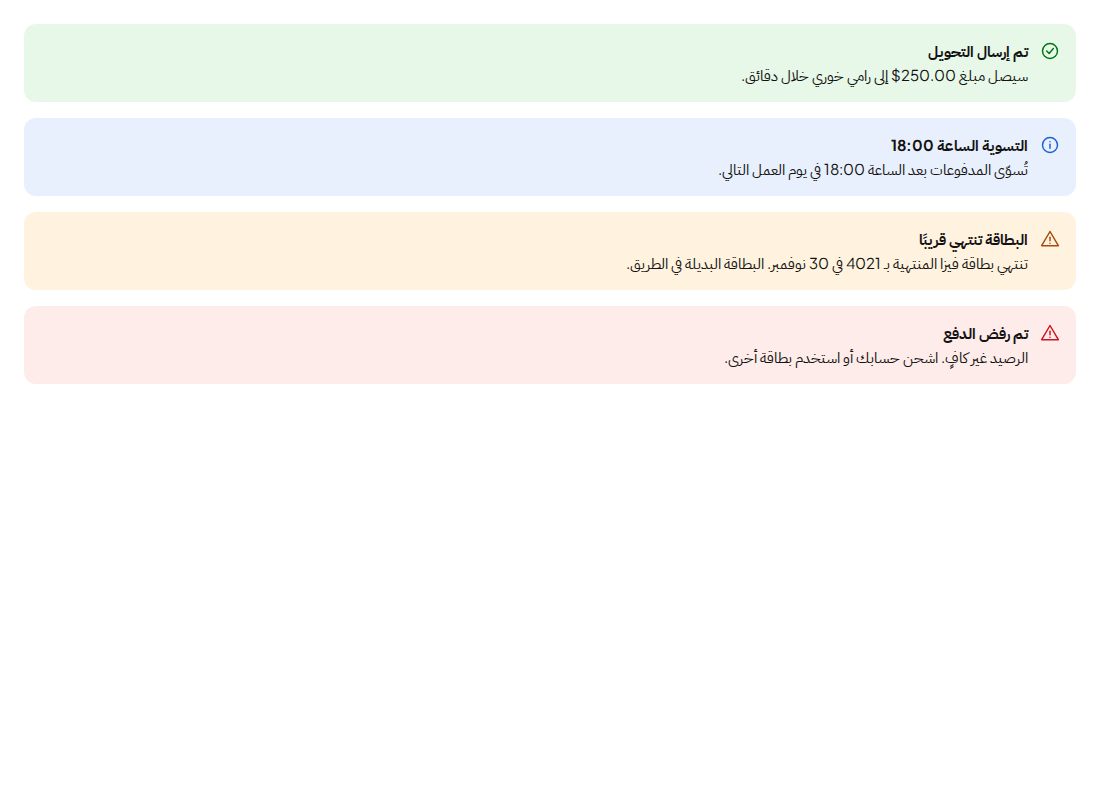 تم إرسال التحويل
سيصل مبلغ $250.00 إلى رامي خوري خلال دقائق.
التسوية الساعة 18:00
تُسوّى المدفوعات بعد الساعة 18:00 في يوم العمل التالي.
البطاقة تنتهي قريبًا
تنتهي بطاقة فيزا المنتهية بـ 4021 في 30 نوفمبر. البطاقة البديلة في الطريق.
تم رفض الدفع
الرصيد غير كافٍ. اشحن حسابك أو استخدم بطاقة أخرى.